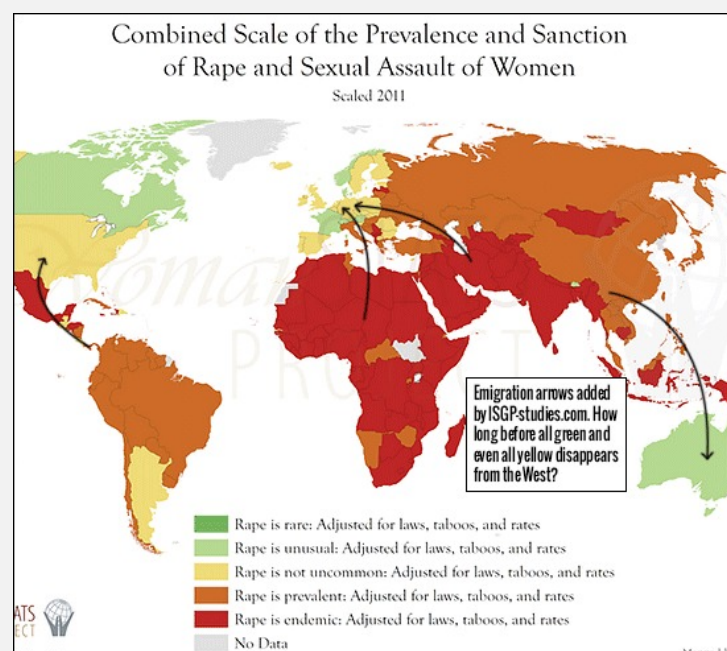 Combined Scale of the Prevalence and Sanction
of Rape and Sexual Assault of Women
Scaled 2011
Woman
PROJECT
Emigration arrows added
by ISGP-studies.com. How
long before all green and
even all yellow disappears
from the West?
Rape is rare: Adjusted for laws, taboos, and rates
Rape is unusual: Adjusted for laws, taboos, and rates
Rape is not uncommon: Adjusted for laws, taboos, and rates
Rape is prevalent: Adjusted for laws, taboos, and rates
Rape is endemic: Adjusted for laws, taboos, and rates
No Data
ATS
ECT